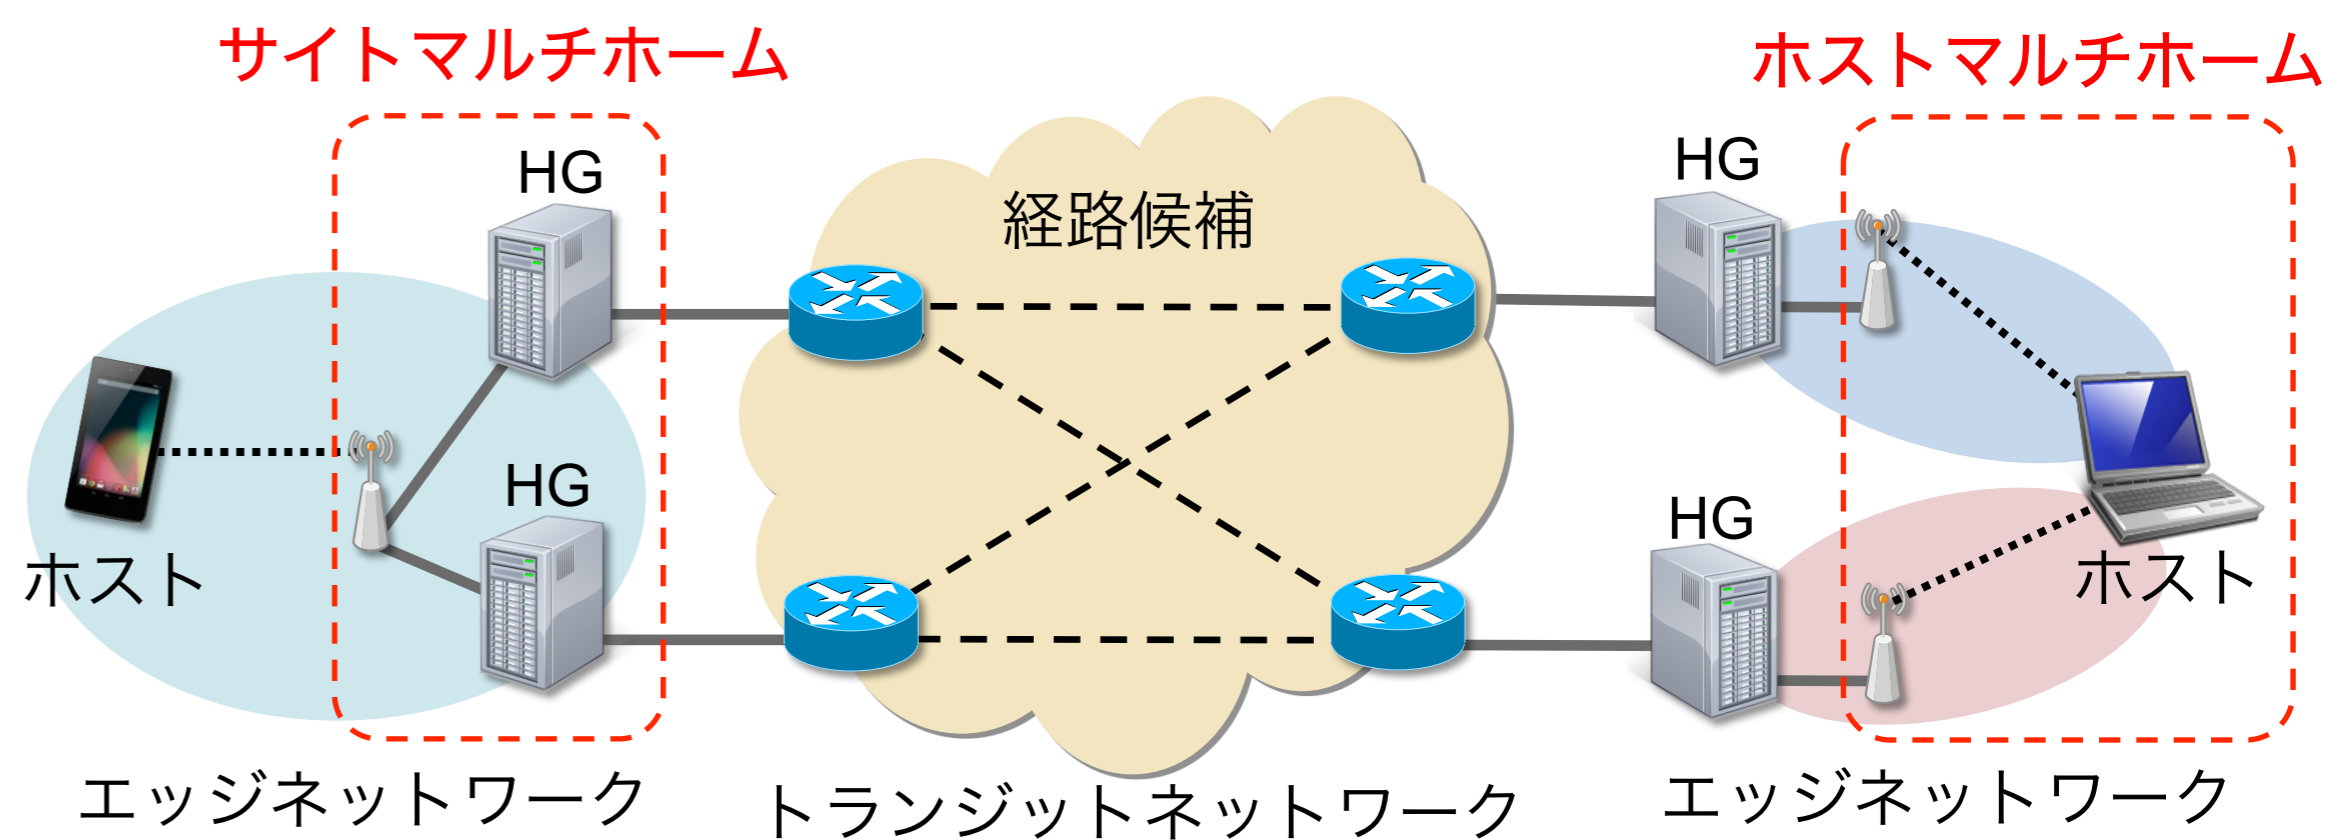 サイトマルチホーム
ホストマルチホーム
HG
HG
経路候補
HG
HG
ホスト
ホスト
エッジネットワーク
トランジットネットワーク
エッジネットワーク